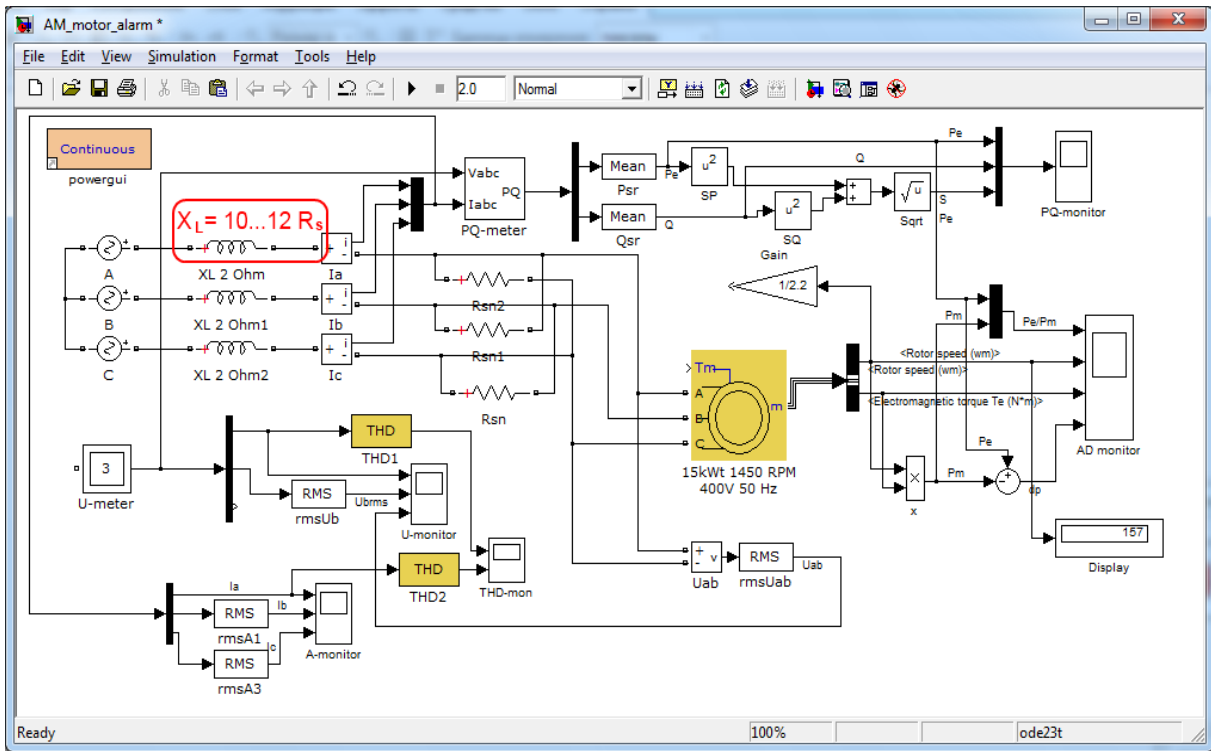 AM_motor_alarm *
File Edit View Simulation Format Tools Help
2.0 Normal
Continuous
powergui
X_L= 10...12 R_s
A
XL 2 Ohm
i
+
-
Ia
B
XL 2 Ohm1
i
+
-
Ib
C
XL 2 Ohm2
i
+
-
Ic
Vabc
Iabc
PQ
PQ-meter
Mean
Psr
Pe
Mean
Qsr
Q
u²
SP
u²
SQ
Gain
+
+
√u
Sqrt
Pe
Q
S
Pe
PQ-monitor
1/2.2
Rsn2
Rsn1
Rsn
Tm
A
B
C
m
15kWt 1450 RPM
400V 50 Hz
Pm
Pe/Pm
<Rotor speed (wm)>
<Rotor speed (wm)>
<Electromagnetic torque Te (N*m)>
AD monitor
Pe
×
x
Pm
dp
157
Display
3
U-meter
THD
THD1
RMS
rmsUb
Ubrms
U-monitor
THD
THD2
THD-mon
+
-
v
Uab
RMS
rmsUab
Uab
Ia
RMS
rmsA1
Ib
RMS
rmsA3
Ic
A-monitor
Ready 100% ode23t